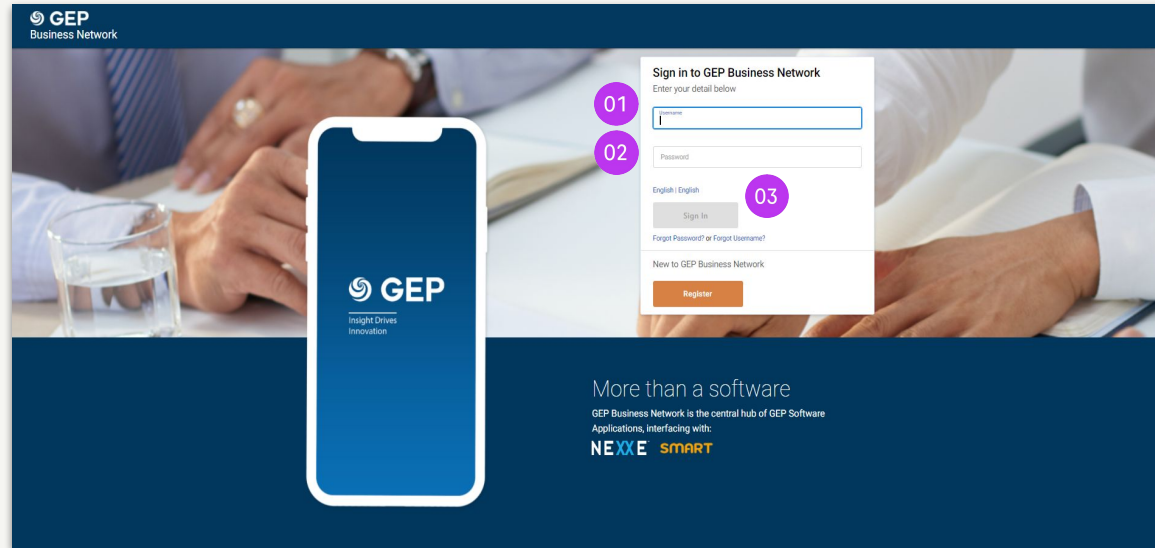 GEP
Business Network
Sign in to GEP Business Network
Enter your detail below
01
Username
02
Password
English | English
03
Sign In
Forgot Password? or Forgot Username?
New to GEP Business Network
Register
GEP
Insight Drives
Innovation
More than a software
GEP Business Network is the central hub of GEP Software
Applications, interfacing with:
NEXXE SMART